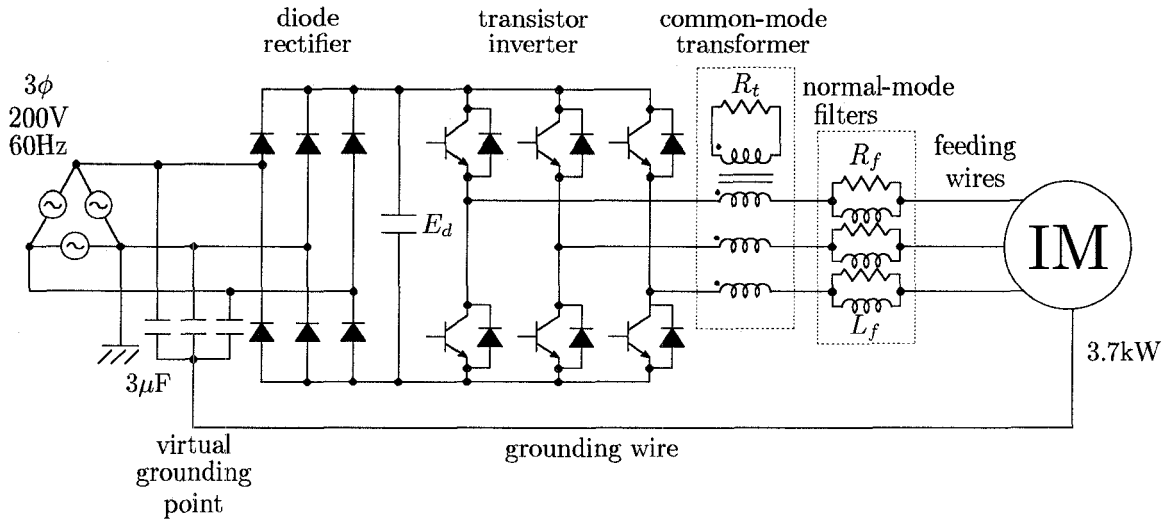 diode
rectifier
transistor
inverter
common-mode
transformer
3ϕ
200V
60Hz
R_t
normal-mode
filters
R_f
feeding
wires
E_d
IM
L_f
3.7kW
3μF
virtual
grounding
point
grounding wire